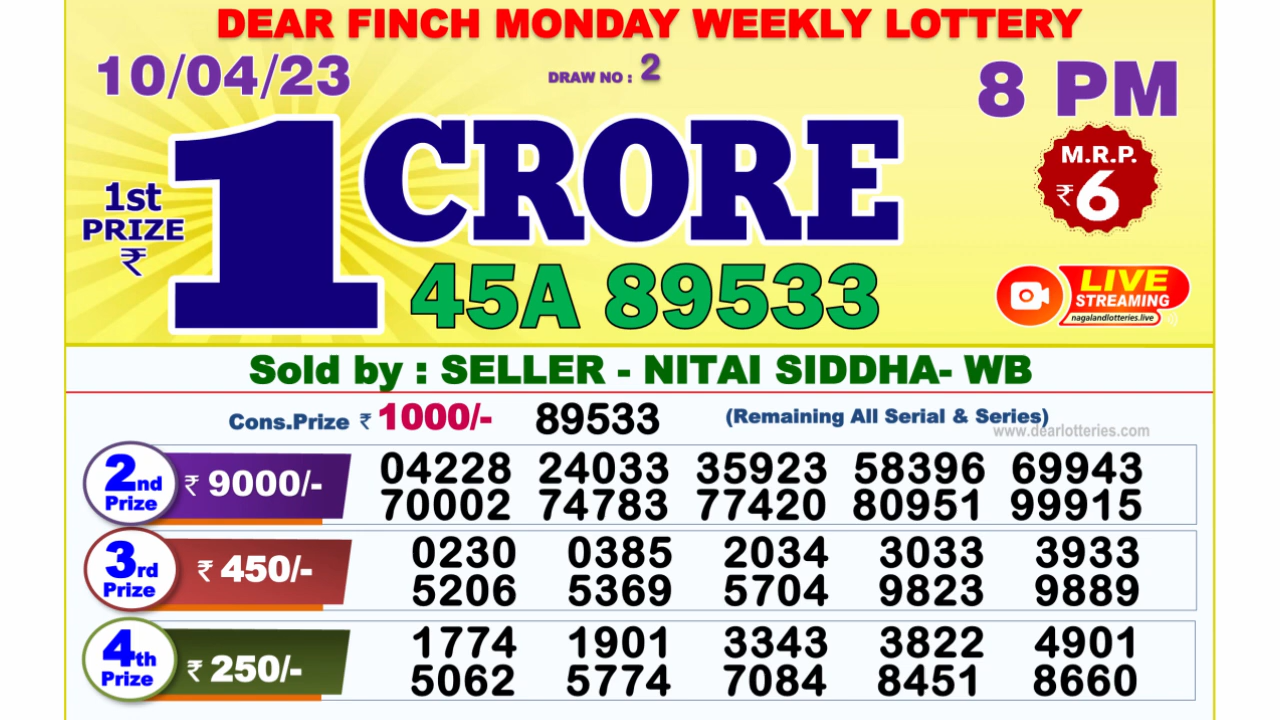 DEAR FINCH MONDAY WEEKLY LOTTERY
10/04/23 DRAW NO : 2 8 PM
M.R.P.
₹ 6
1st
PRIZE
₹
1 CRORE
45A 89533
LIVE
STREAMING
nagalandlotteries.live
Sold by : SELLER - NITAI SIDDHA- WB
Cons.Prize ₹ 1000/- 89533 (Remaining All Serial & Series)
www.dearlotteries.com
2nd Prize ₹ 9000/-
04228 24033 35923 58396 69943
70002 74783 77420 80951 99915
3rd Prize ₹ 450/-
0230 0385 2034 3033 3933
5206 5369 5704 9823 9889
4th Prize ₹ 250/-
1774 1901 3343 3822 4901
5062 5774 7084 8451 8660